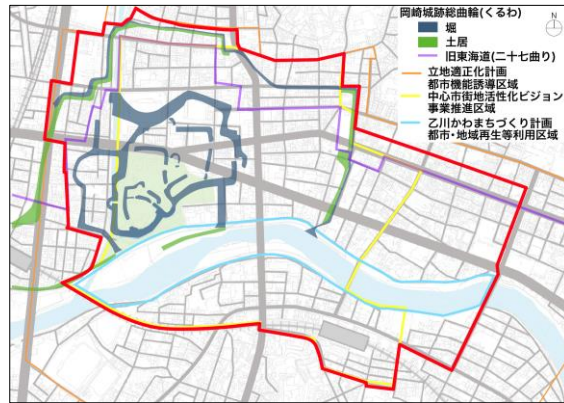 岡崎城跡総曲輪(くるわ)
N
堀
土居
旧東海道(二十七曲り)
立地適正化計画
都市機能誘導区域
中心市街地活性化ビジョン
事業推進区域
乙川かわまちづくり計画
都市・地域再生等利用区域